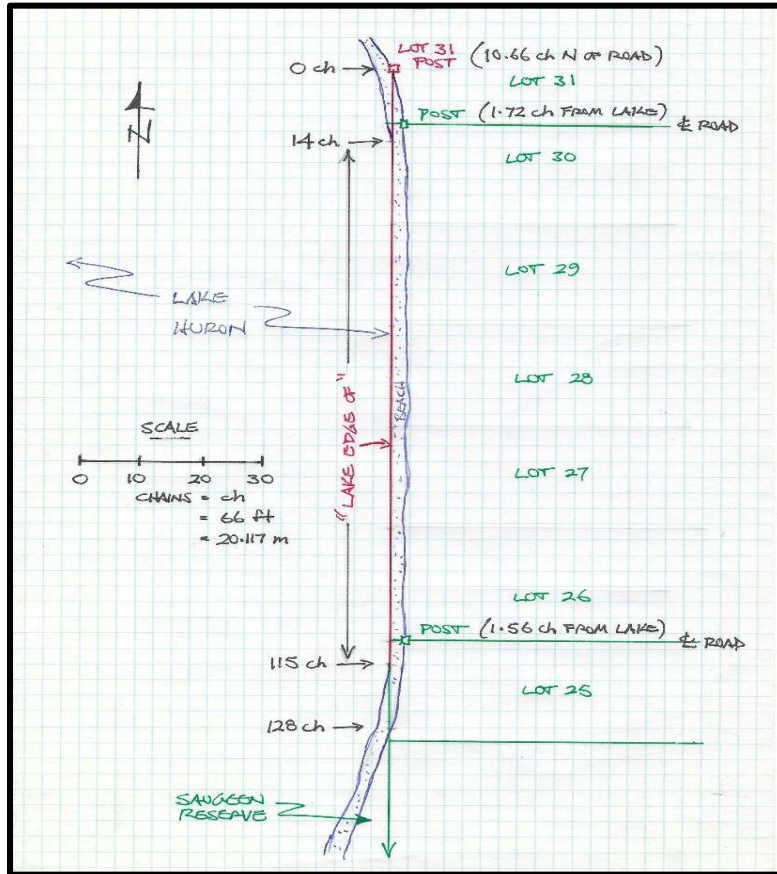 LOT 31
POST (10.66 ch N OF ROAD)
0 ch
LOT 31
N
POST (1.72 ch FROM LAKE) ℄ ROAD
14 ch
LOT 30
LOT 29
LAKE
HURON
LOT 28
BEACH
"LAKE EDGE OF"
SCALE
0 10 20 30
CHAINS = ch
= 66 ft
= 20.117 m
LOT 27
LOT 26
POST (1.56 ch FROM LAKE) ℄ ROAD
115 ch
LOT 25
128 ch
SAUGEEN
RESERVE